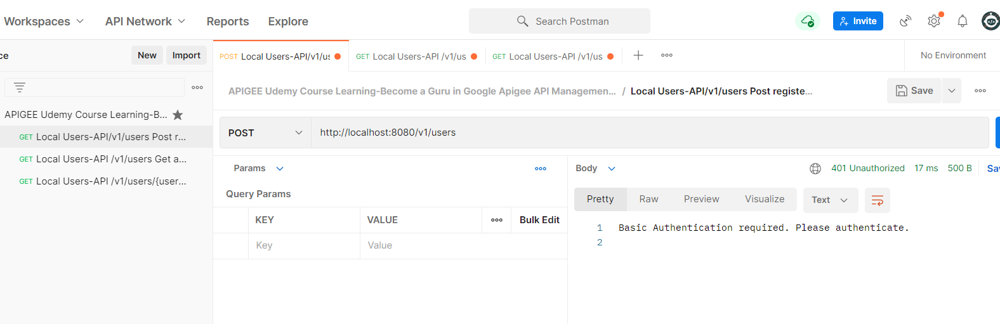 Workspaces API Network Reports Explore Search Postman Invite
ce New Import POST Local Users-API/v1/us GET Local Users-API /v1/us GET Local Users-API /v1/us No Environment
APIGEE Udemy Course Learning-Become a Guru in Google Apigee API Managemen... / Local Users-API/v1/users Post registe... Save
APIGEE Udemy Course Learning-B...
GET Local Users-API/v1/users Post r...
GET Local Users-API /v1/users Get a...
GET Local Users-API /v1/users/{user...
POST http://localhost:8080/v1/users
Params Body 401 Unauthorized 17 ms 500 B Sav
Query Params
KEY VALUE Bulk Edit
Key Value
Pretty Raw Preview Visualize Text
1 Basic Authentication required. Please authenticate.
2